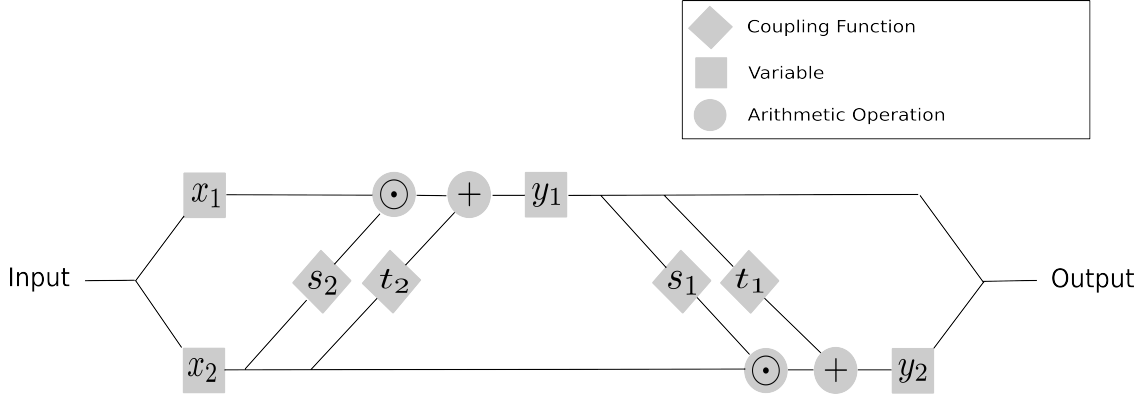 Coupling Function
Variable
Arithmetic Operation
x₁ ⊙ + y₁
Input s₂ t₂ s₁ t₁ Output
x₂ ⊙ + y₂